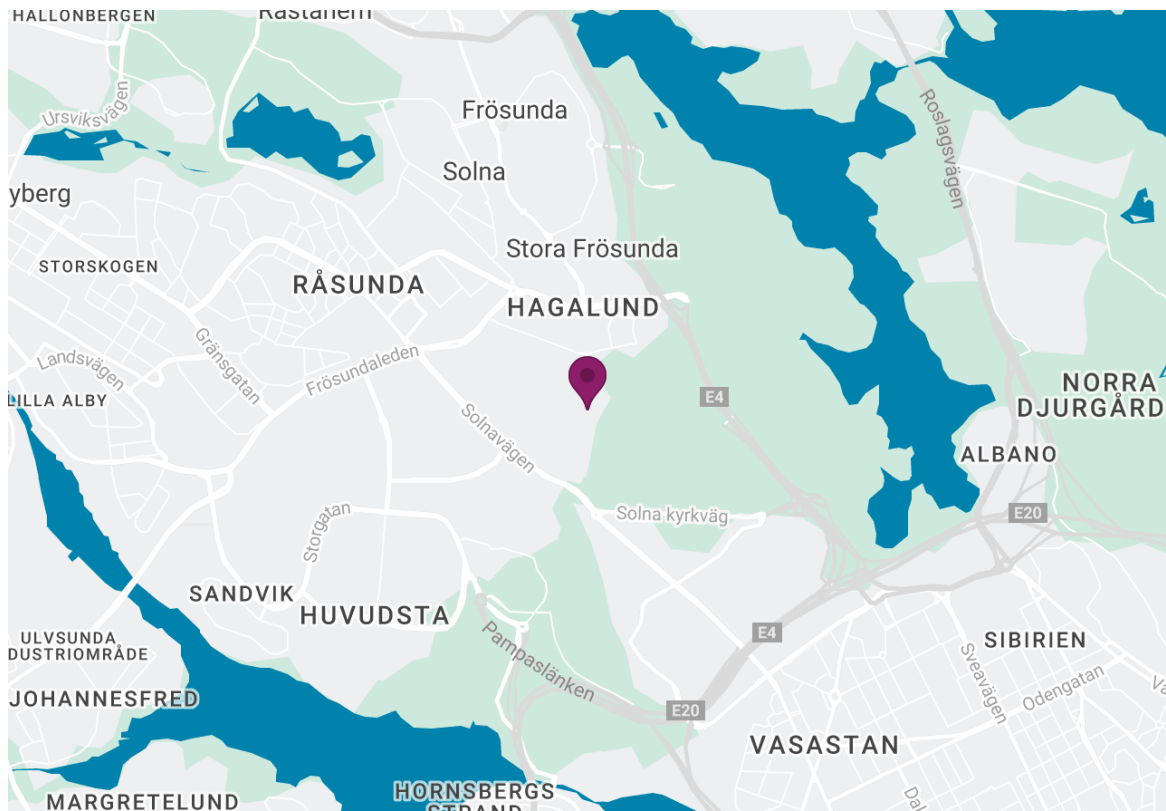 HALLONBERGEN
Råstahem
Ursviksvägen
Frösunda
Roslagsvägen
Solna
yberg
Stora Frösunda
STORSKOGEN
RÅSUNDA
HAGALUND
Gränsgatan
Landsvägen
Frösundaleden
LILLA ALBY
E4
NORRA
DJURGÅRD
Solnavägen
ALBANO
Solna kyrkväg
E20
Storgatan
SANDVIK
HUVUDSTA
E4
ULVSUNDA
DUSTRIOMRÅDE
SIBIRIEN
Pampaslänken
Sveavägen
Odengatan
JOHANNESFRED
E20
VASASTAN
HORNSBERGS
STRAND
MARGRETELUND